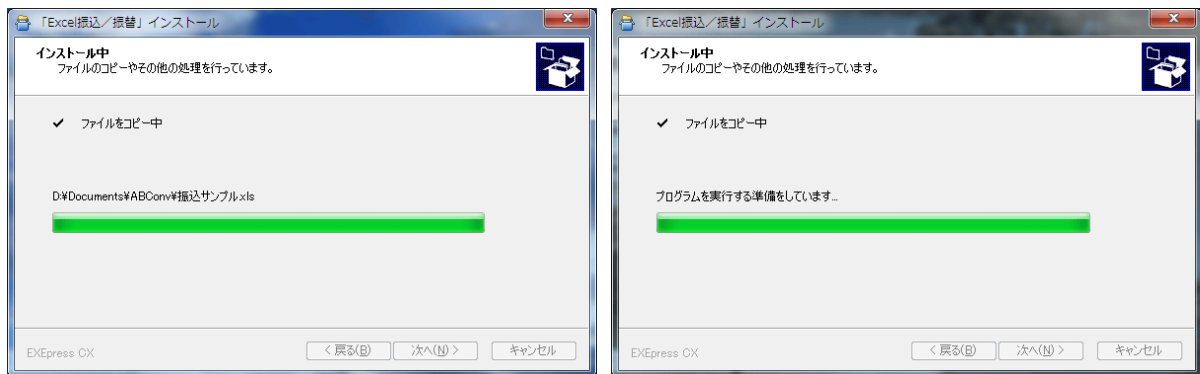 「Excel振込／振替」インストール
インストール中
ファイルのコピーやその他の処理を行っています。
ファイルをコピー中
D:¥Documents¥ABConv¥振込サンプル.xls
EXEpress CX
< 戻る(B)
次へ(N) >
キャンセル
「Excel振込／振替」インストール
インストール中
ファイルのコピーやその他の処理を行っています。
ファイルをコピー中
プログラムを実行する準備をしています...
EXEpress CX
< 戻る(B)
次へ(N) >
キャンセル